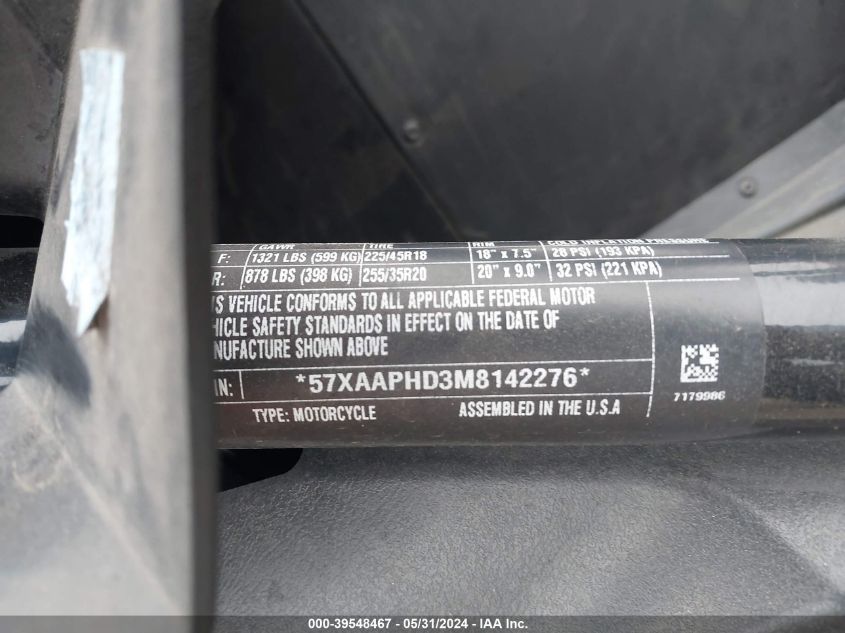 GAWR TIRE RIM COLD INFLATION PRESSURE
F: 1321 LBS (599 KG) 225/45R18 18" x 7.5" 28 PSI (193 KPA)
R: 878 LBS (398 KG) 255/35R20 20" x 9.0" 32 PSI (221 KPA)
IS VEHICLE CONFORMS TO ALL APPLICABLE FEDERAL MOTOR
HICLE SAFETY STANDARDS IN EFFECT ON THE DATE OF
NUFACTURE SHOWN ABOVE
IN: *57XAAPHD3M8142276*
7179986
TYPE: MOTORCYCLE ASSEMBLED IN THE U.S.A
000-39548467 - 05/31/2024 - IAA Inc.